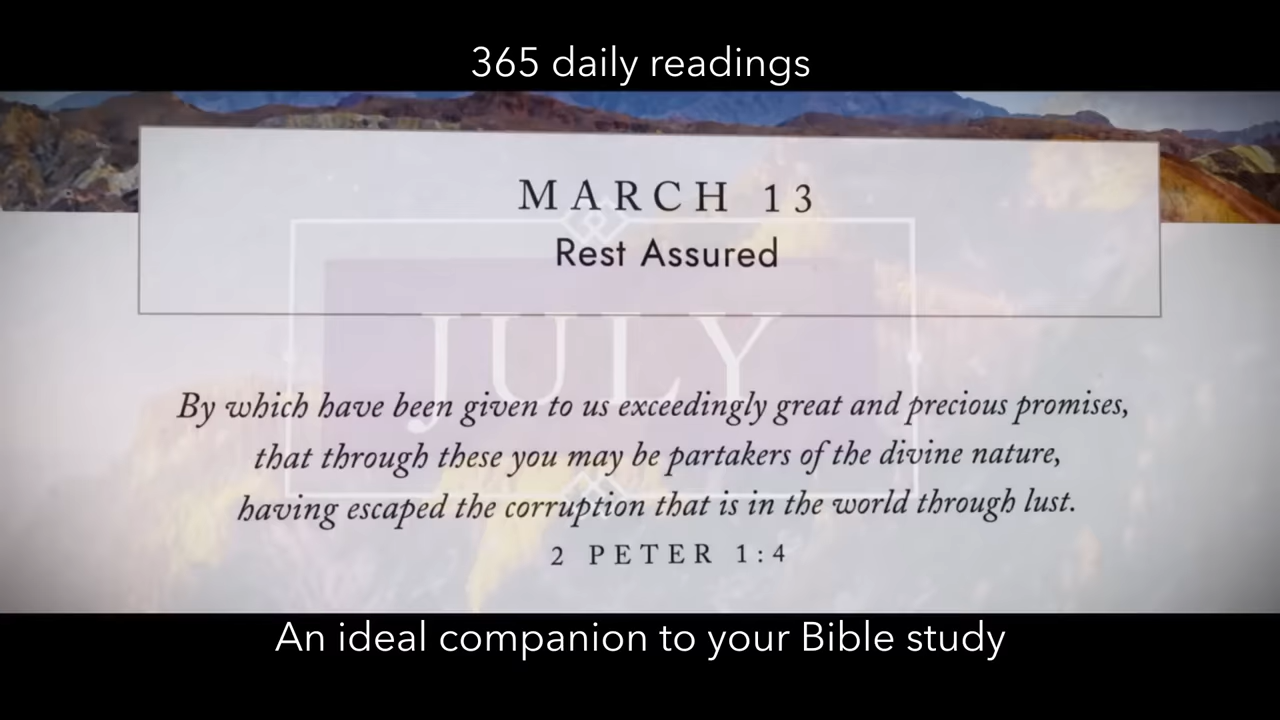 365 daily readings
MARCH 13
Rest Assured
JULY
By which have been given to us exceedingly great and precious promises,
that through these you may be partakers of the divine nature,
having escaped the corruption that is in the world through lust.
2 PETER 1:4
An ideal companion to your Bible study